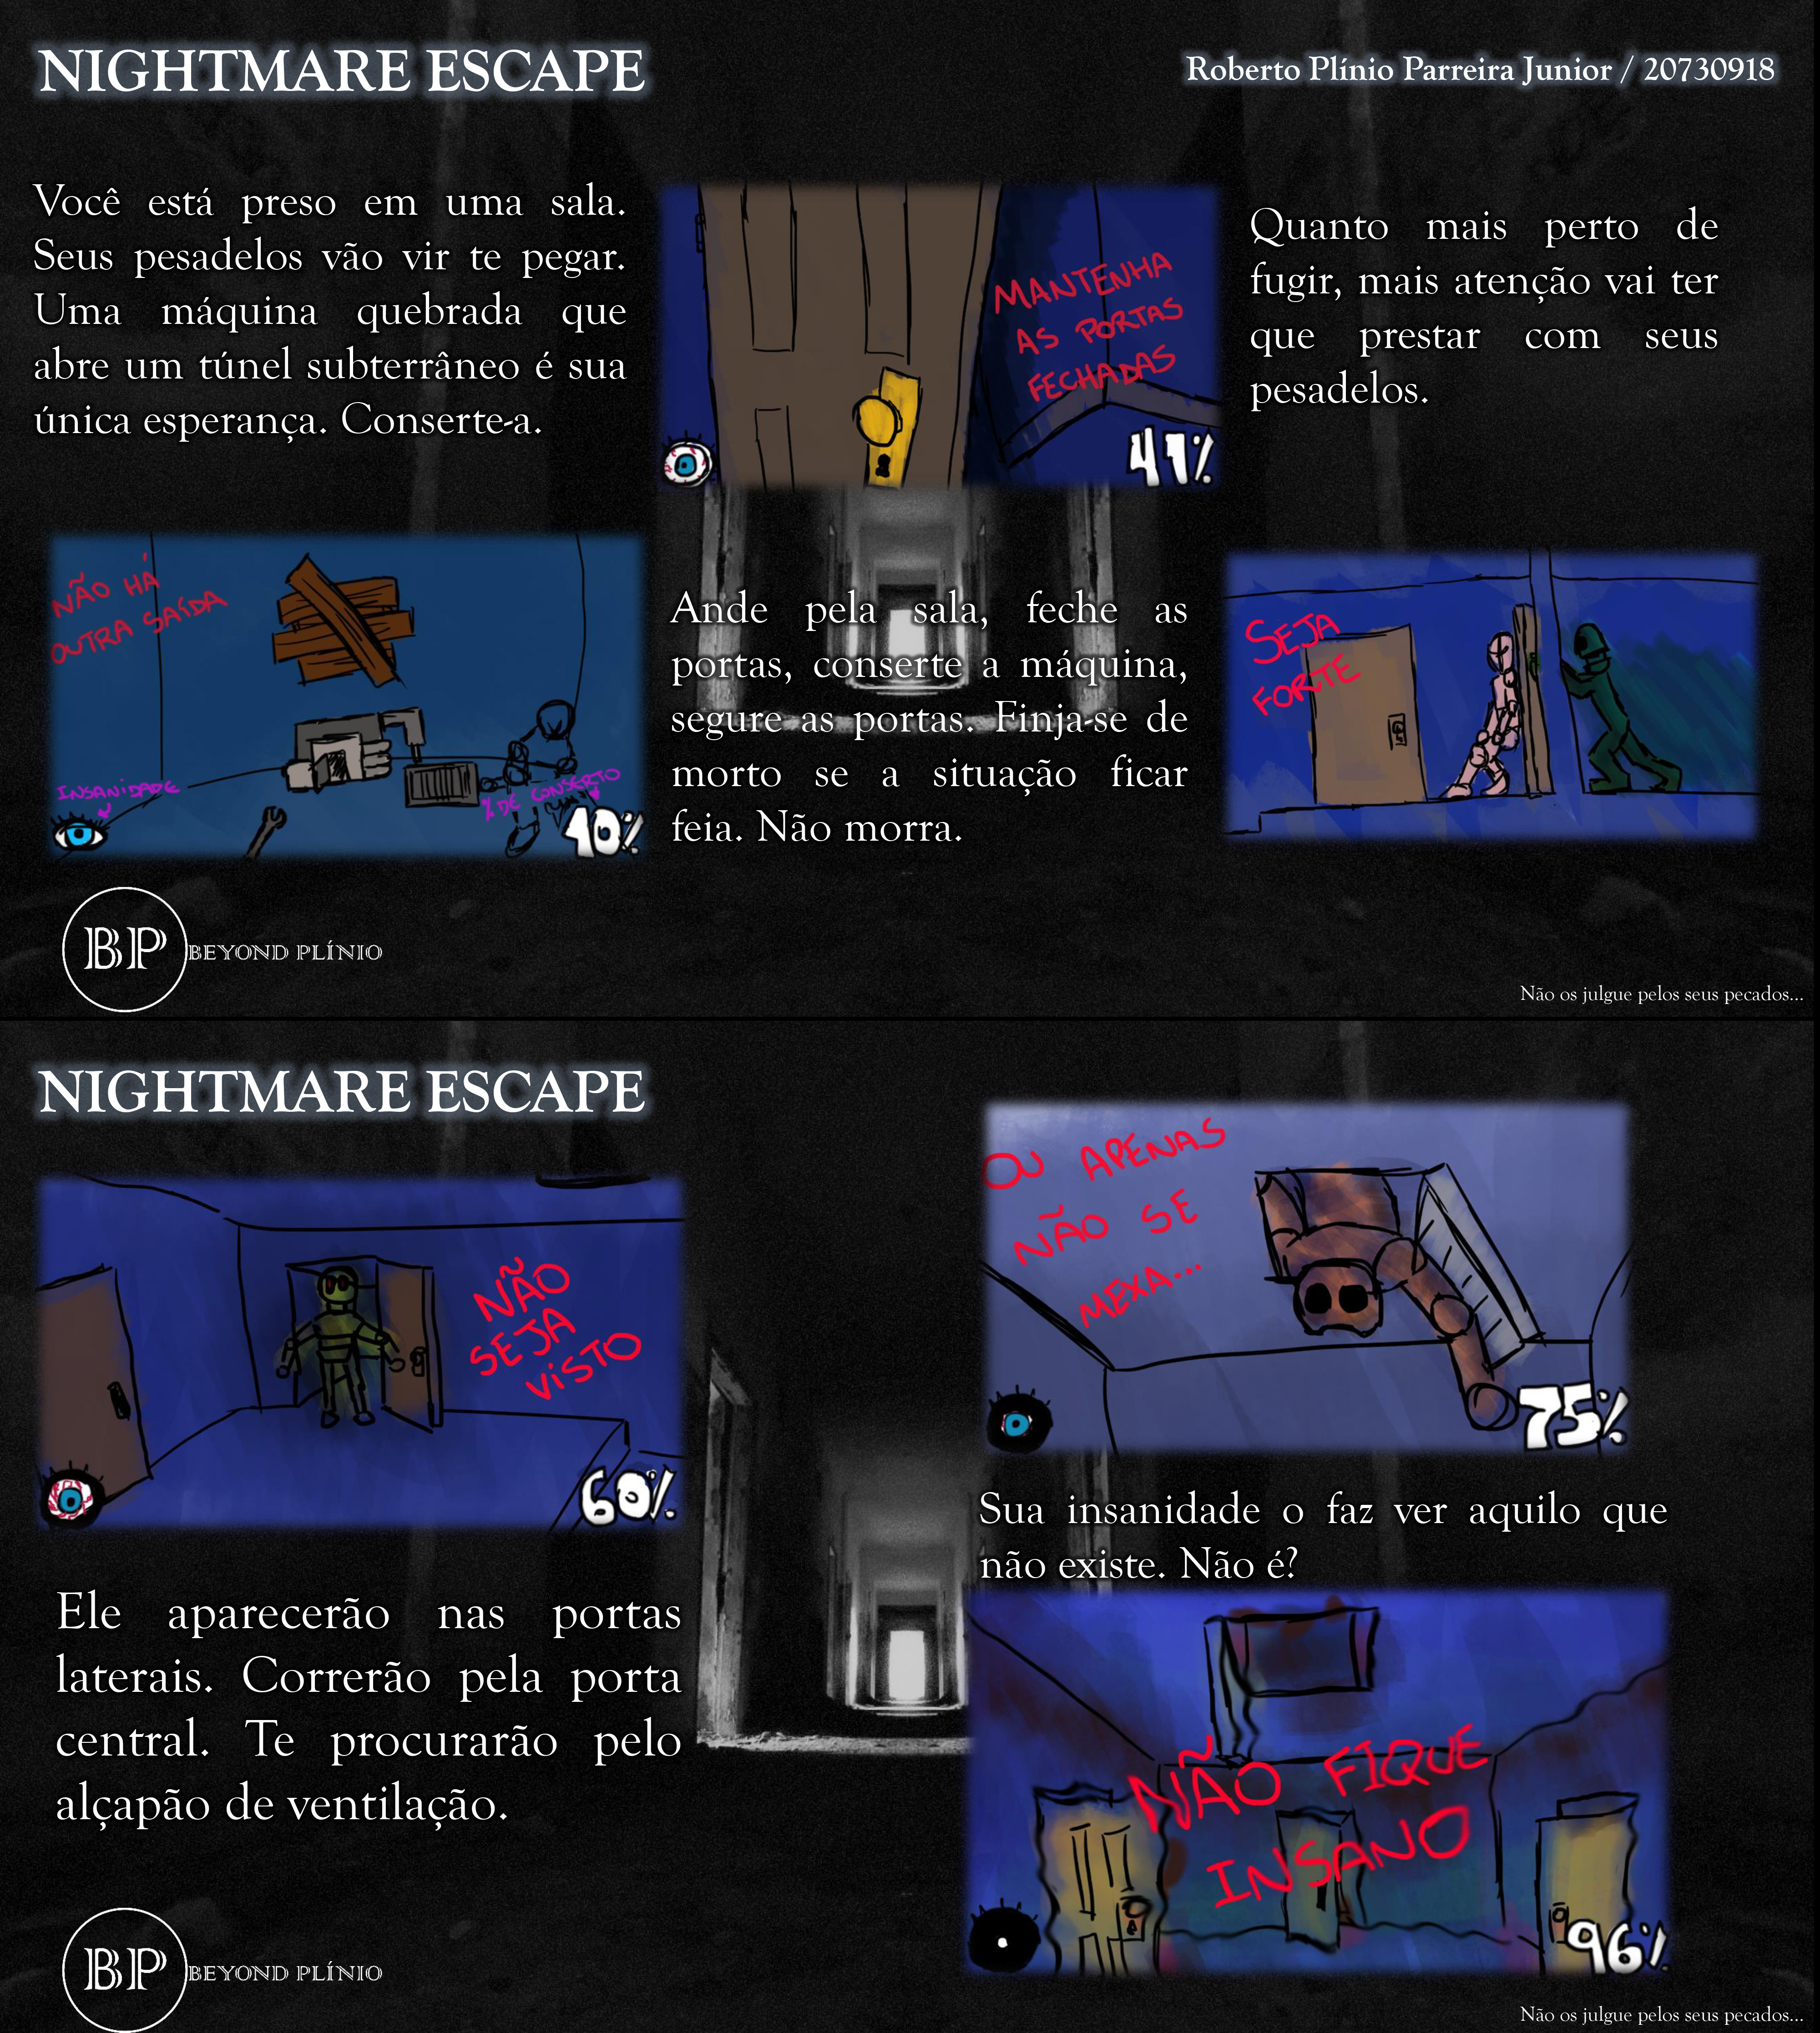 NIGHTMARE ESCAPE
Roberto Plínio Parreira Junior / 20730918
Você está preso em uma sala.
Seus pesadelos vão vir te pegar.
Uma máquina quebrada que
abre um túnel subterrâneo é sua
única esperança. Conserte-a.
MANTENHA
AS PORTAS
FECHADAS
41%
Quanto mais perto de
fugir, mais atenção vai ter
que prestar com seus
pesadelos.
NÃO HÁ
OUTRA SAÍDA
INSANIDADE
% DE CONSERTO
10%
Ande pela sala, feche as
portas, conserte a máquina,
segure as portas. Finja-se de
morto se a situação ficar
feia. Não morra.
SEJA
FORTE
BP
BEYOND PLÍNIO
Não os julgue pelos seus pecados...
NIGHTMARE ESCAPE
NÃO
SEJA
VISTO
60%
Ele aparecerão nas portas
laterais. Correrão pela porta
central. Te procurarão pelo
alçapão de ventilação.
OU APENAS
NÃO SE
MEXA...
75%
Sua insanidade o faz ver aquilo que
não existe. Não é?
NÃO FIQUE
INSANO
96%
BP
BEYOND PLÍNIO
Não os julgue pelos seus pecados...